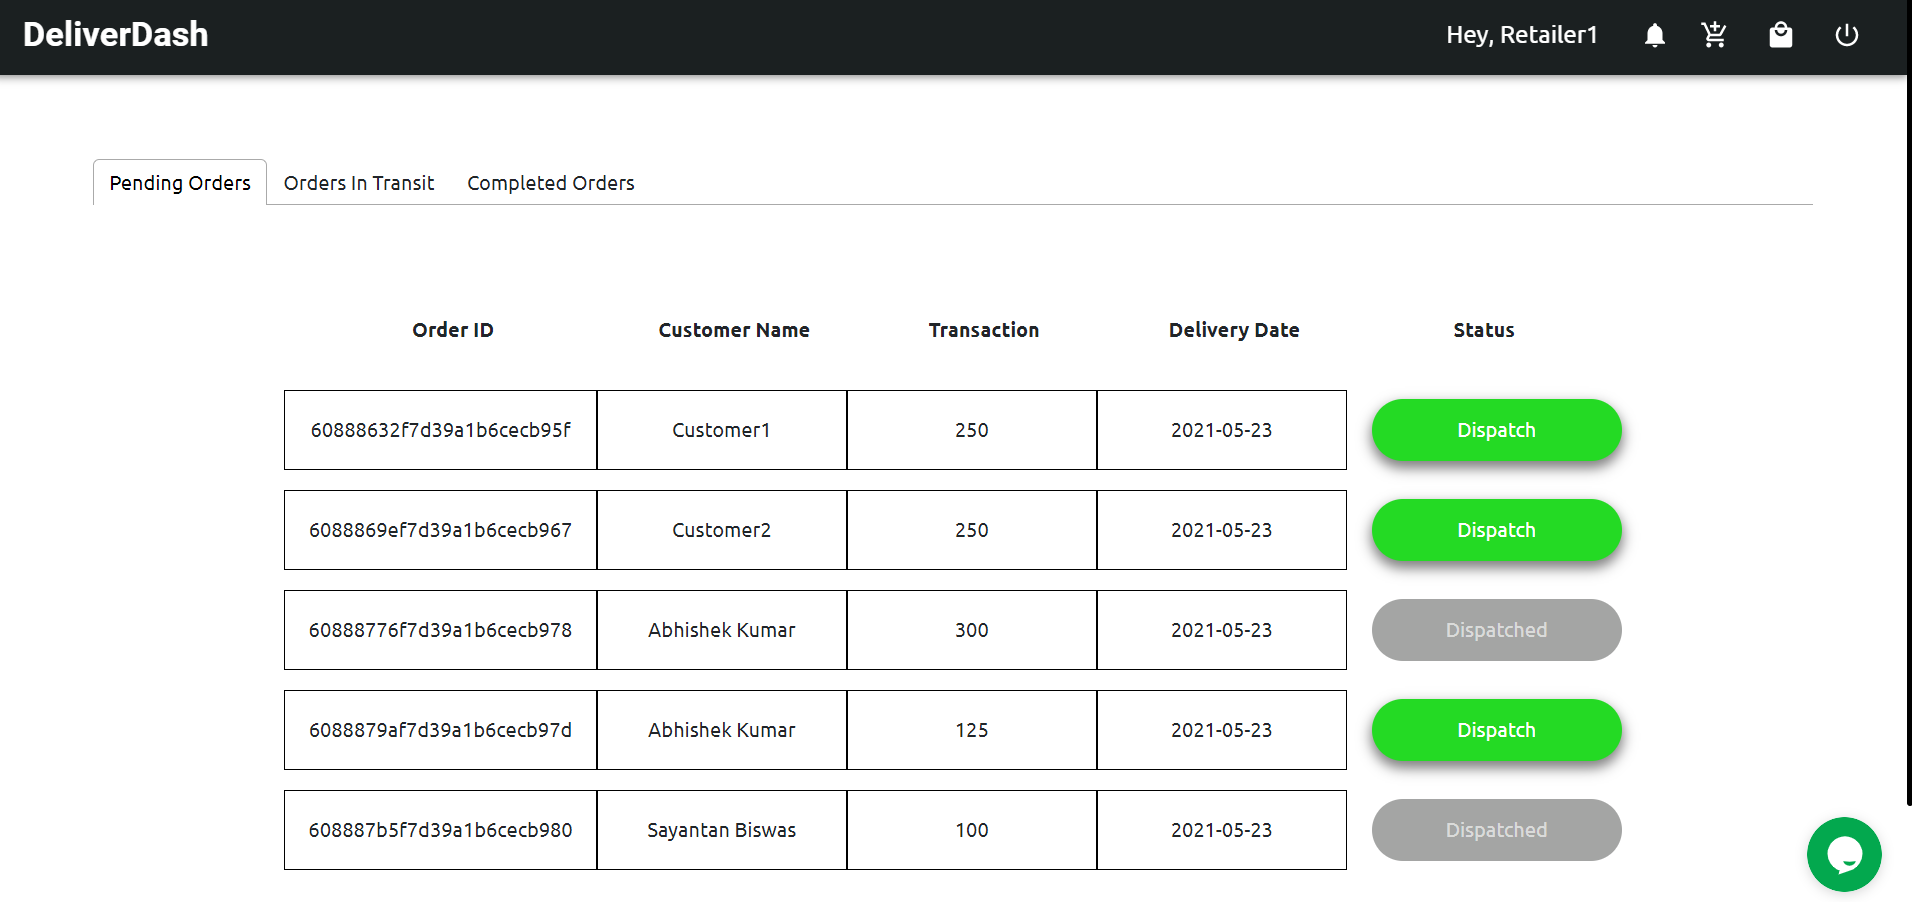 DeliverDash
Hey, Retailer1
Pending Orders Orders In Transit Completed Orders
Order ID Customer Name Transaction Delivery Date Status
60888632f7d39a1b6cecb95f Customer1 250 2021-05-23 Dispatch
6088869ef7d39a1b6cecb967 Customer2 250 2021-05-23 Dispatch
60888776f7d39a1b6cecb978 Abhishek Kumar 300 2021-05-23 Dispatched
6088879af7d39a1b6cecb97d Abhishek Kumar 125 2021-05-23 Dispatch
608887b5f7d39a1b6cecb980 Sayantan Biswas 100 2021-05-23 Dispatched